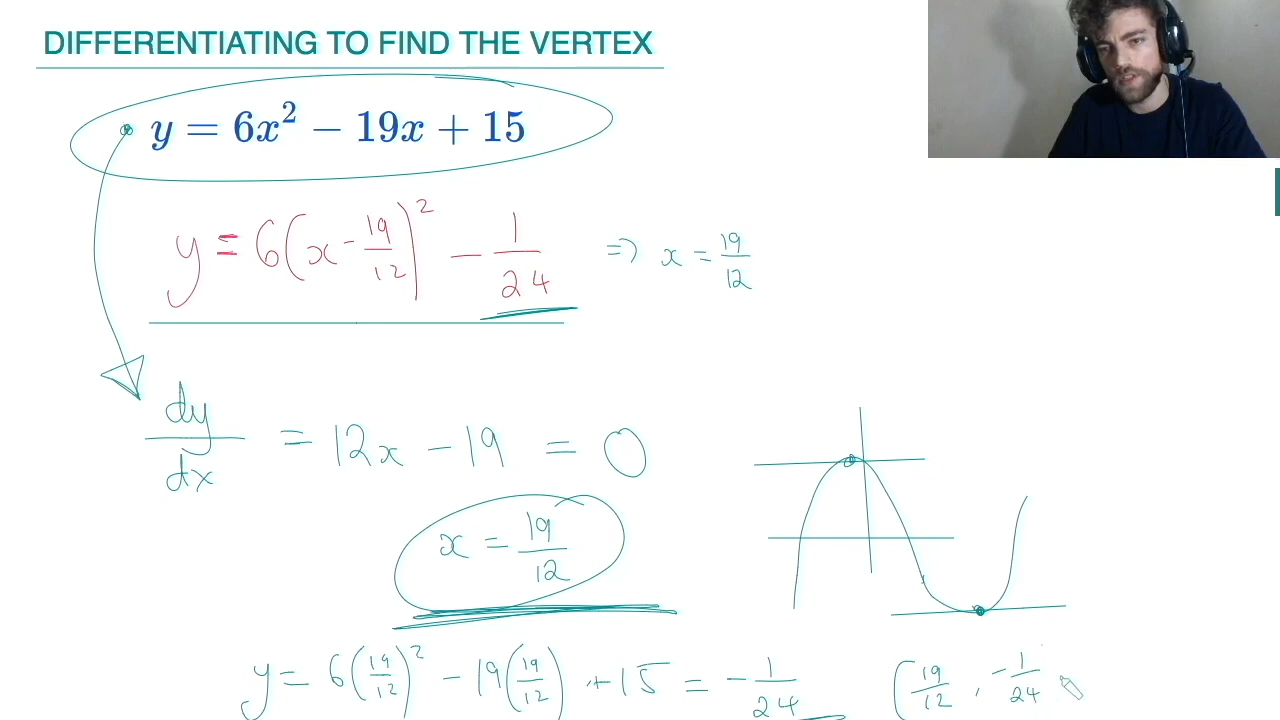 DIFFERENTIATING TO FIND THE VERTEX
y = 6x² − 19x + 15
y = 6(x − 19/12)² − 1/24 ⇒ x = 19/12
dy/dx = 12x − 19 = 0
x = 19/12
y = 6(19/12)² − 19(19/12) + 15 = −1/24 (19/12, −1/24